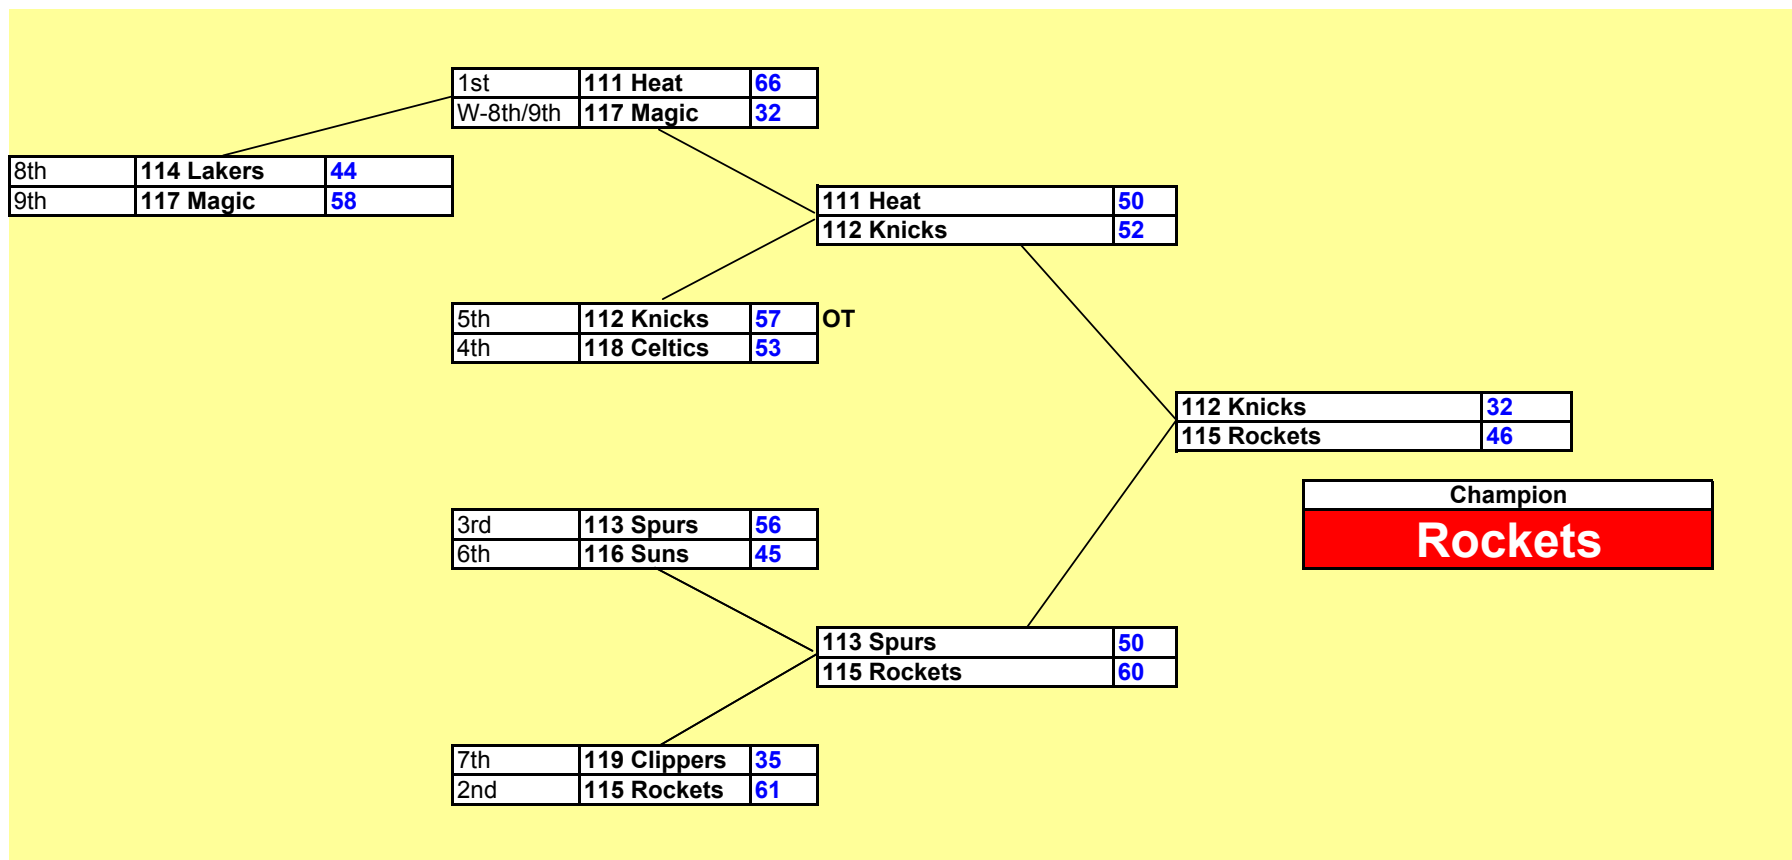 1st 111 Heat 66
W-8th/9th 117 Magic 32
8th 114 Lakers 44
9th 117 Magic 58
111 Heat 50
112 Knicks 52
5th 112 Knicks 57 OT
4th 118 Celtics 53
112 Knicks 32
115 Rockets 46
Champion
Rockets
3rd 113 Spurs 56
6th 116 Suns 45
113 Spurs 50
115 Rockets 60
7th 119 Clippers 35
2nd 115 Rockets 61